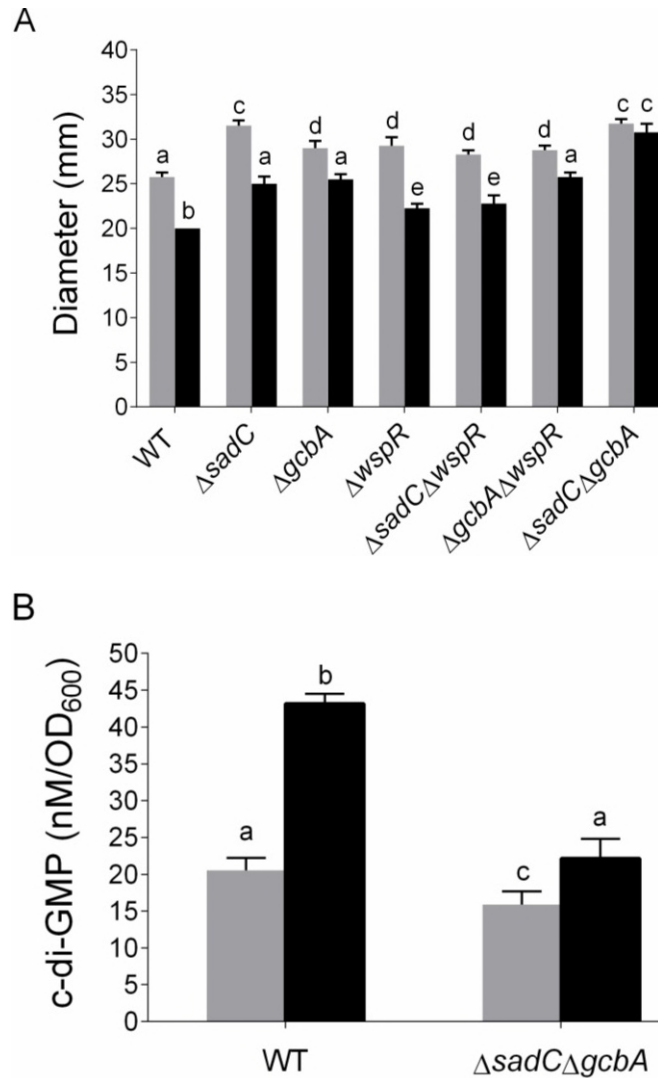 A
Diameter (mm)
40
35
30
25
20
15
10
5
0
a b
c a
d a
d e
d e
d a
c c
WT
ΔsadC
ΔgcbA
ΔwspR
ΔsadCΔwspR
ΔgcbAΔwspR
ΔsadCΔgcbA
B
c-di-GMP (nM/OD600)
50
45
40
35
30
25
20
15
10
5
0
a b
c a
WT
ΔsadCΔgcbA